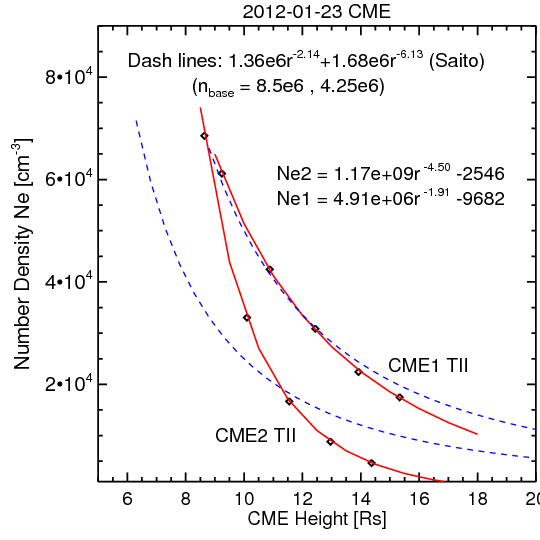 2012-01-23 CME
Dash lines: 1.36e6r^-2.14+1.68e6r^-6.13 (Saito)
(n_base = 8.5e6 , 4.25e6)
Ne2 = 1.17e+09r^-4.50 -2546
Ne1 = 4.91e+06r^-1.91 -9682
CME1 TII
CME2 TII
Number Density Ne [cm^-3]
8•10^4
6•10^4
4•10^4
2•10^4
6 8 10 12 14 16 18 20
CME Height [Rs]